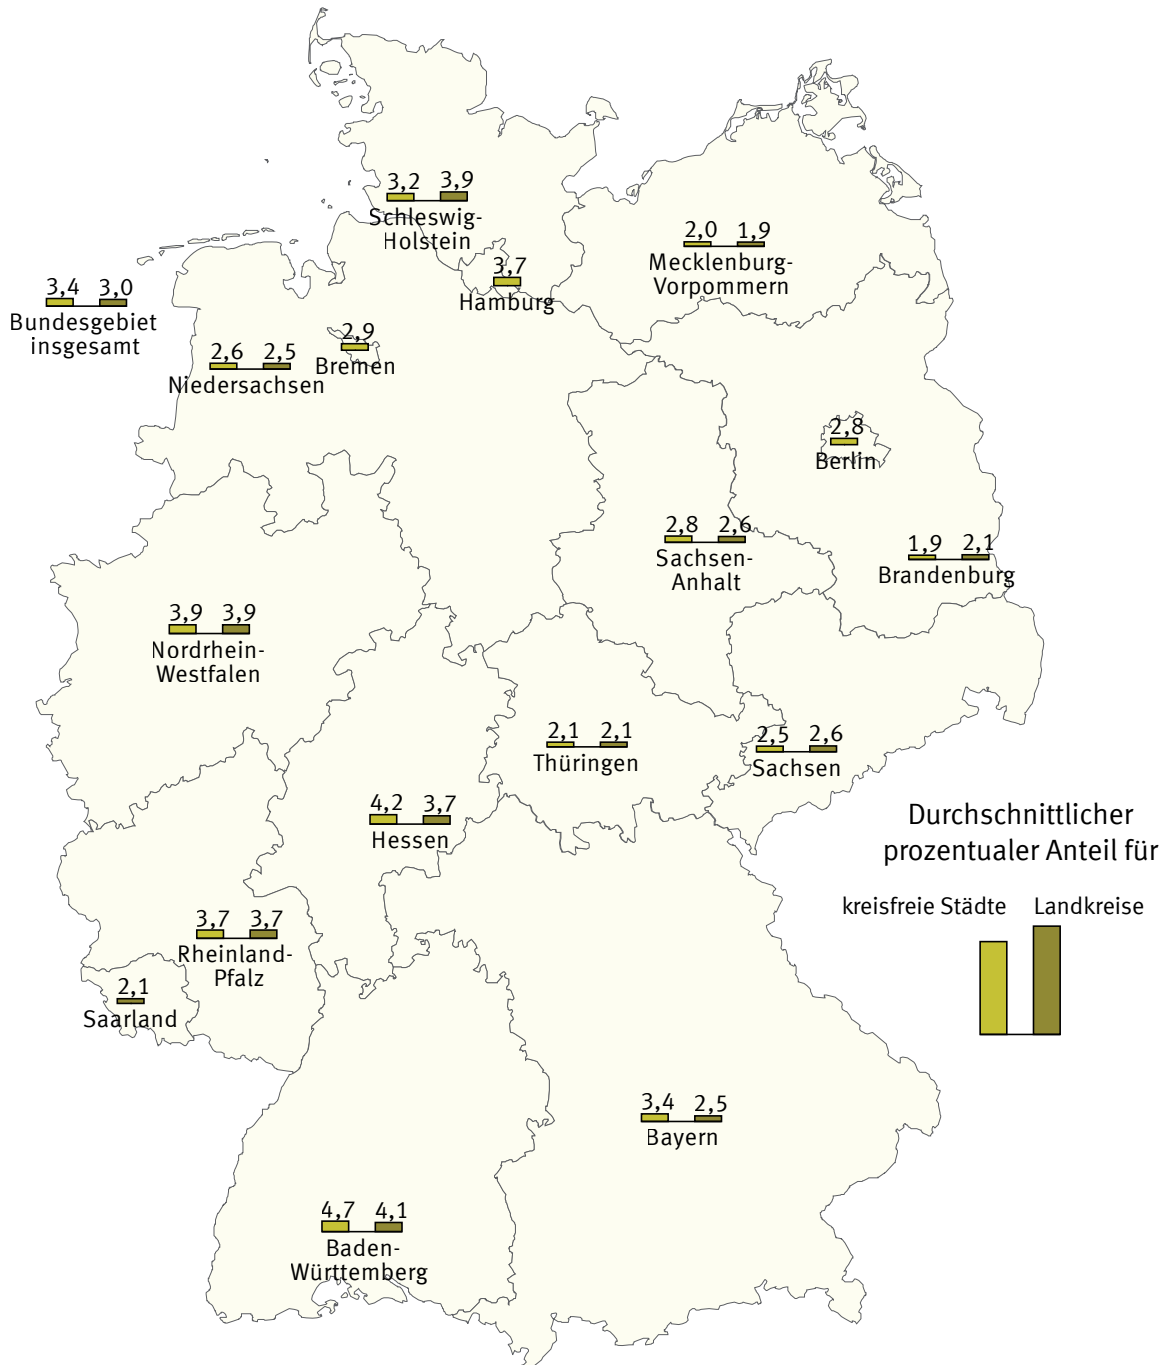 3,2 3,9
Schleswig-
Holstein
2,0 1,9
Mecklenburg-
Vorpommern
3,7
Hamburg
3,4 3,0
Bundesgebiet
insgesamt
2,9
Bremen
2,6 2,5
Niedersachsen
2,8
Berlin
2,8 2,6
Sachsen-
Anhalt
1,9 2,1
Brandenburg
3,9 3,9
Nordrhein-
Westfalen
2,1 2,1
Thüringen
2,5 2,6
Sachsen
4,2 3,7
Hessen
Durchschnittlicher
prozentualer Anteil für
kreisfreie Städte Landkreise
3,7 3,7
Rheinland-
Pfalz
2,1
Saarland
3,4 2,5
Bayern
4,7 4,1
Baden-
Württemberg